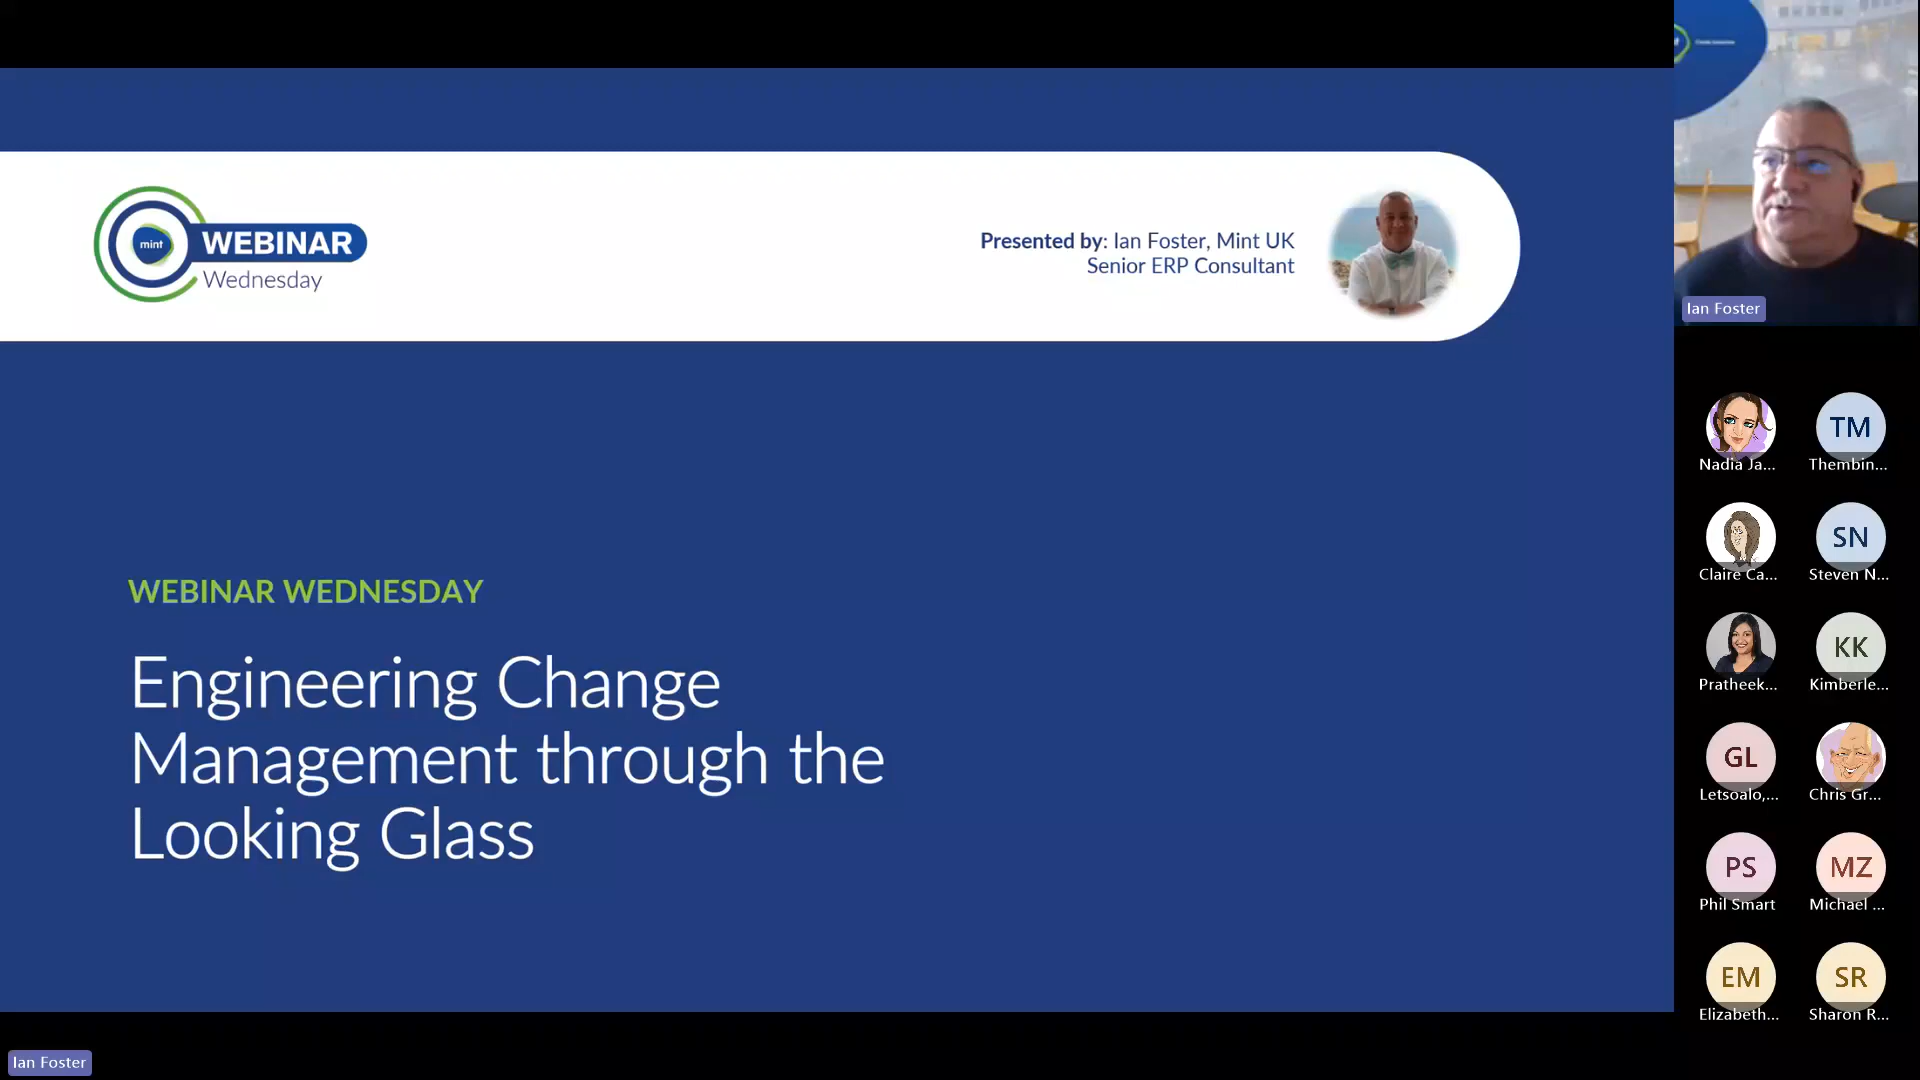 mint
WEBINAR
Wednesday
Presented by: Ian Foster, Mint UK
Senior ERP Consultant
WEBINAR WEDNESDAY
Engineering Change
Management through the
Looking Glass
Ian Foster
Ian Foster
Nadia Ja...
TM
Thembin...
Claire Ca...
SN
Steven N...
Pratheek...
KK
Kimberle...
GL
Letsoalo,...
Chris Gr...
PS
Phil Smart
MZ
Michael ...
EM
Elizabeth...
SR
Sharon R...